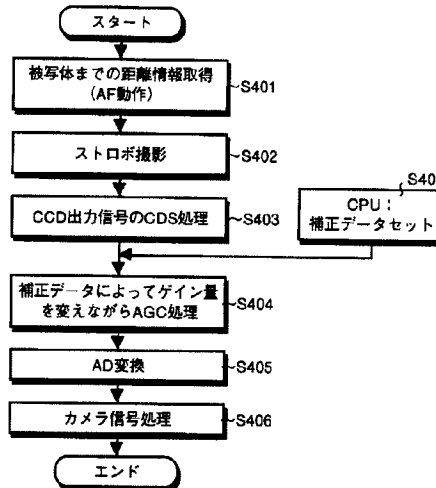 スタート
被写体までの距離情報取得
(AF動作)
S401
ストロボ撮影
S402
CCD出力信号のCDS処理
S403
CPU：
補正データセット
補正データによってゲイン量
を変えながらAGC処理
S404
AD変換
S405
カメラ信号処理
S406
エンド